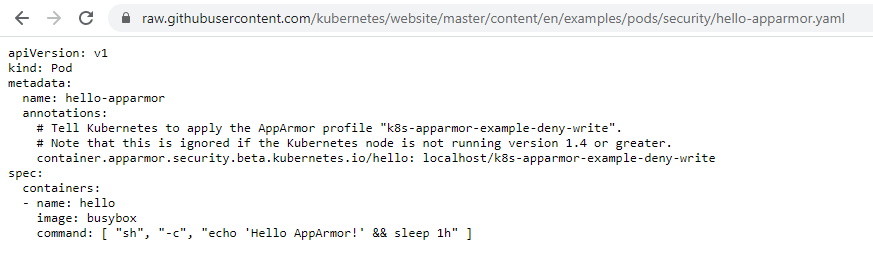 raw.githubusercontent.com/kubernetes/website/master/content/en/examples/pods/security/hello-apparmor.yaml
apiVersion: v1
kind: Pod
metadata:
  name: hello-apparmor
  annotations:
    # Tell Kubernetes to apply the AppArmor profile "k8s-apparmor-example-deny-write".
    # Note that this is ignored if the Kubernetes node is not running version 1.4 or greater.
    container.apparmor.security.beta.kubernetes.io/hello: localhost/k8s-apparmor-example-deny-write
spec:
  containers:
  - name: hello
    image: busybox
    command: [ "sh", "-c", "echo 'Hello AppArmor!' && sleep 1h" ]